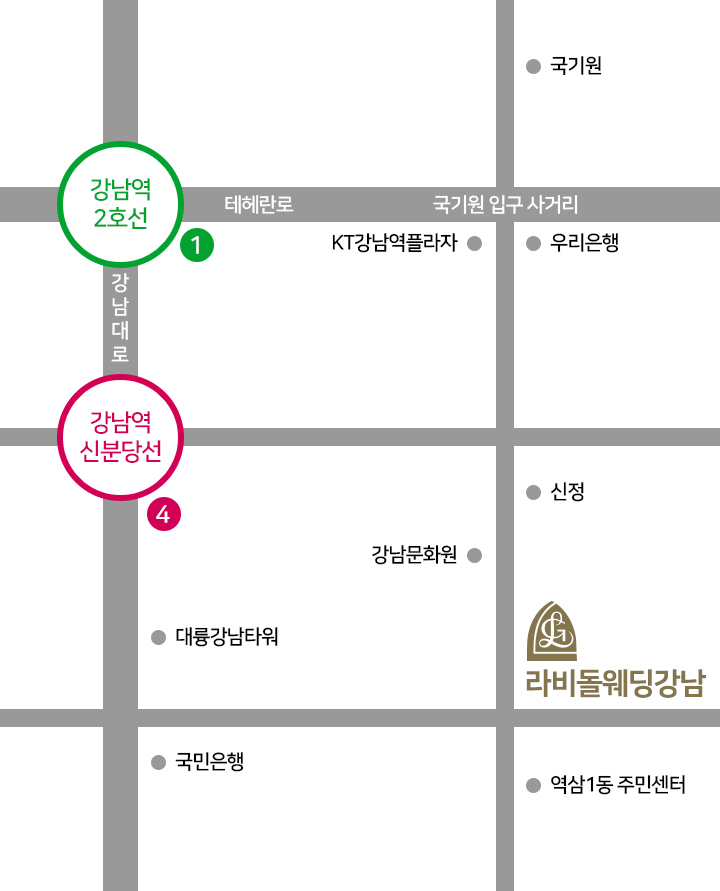 국기원
강남역
2호선
테헤란로
국기원 입구 사거리
1
KT강남역플라자
우리은행
강남대로
강남역
신분당선
4
신정
강남문화원
LG
대륭강남타워
라비돌웨딩강남
국민은행
역삼1동 주민센터